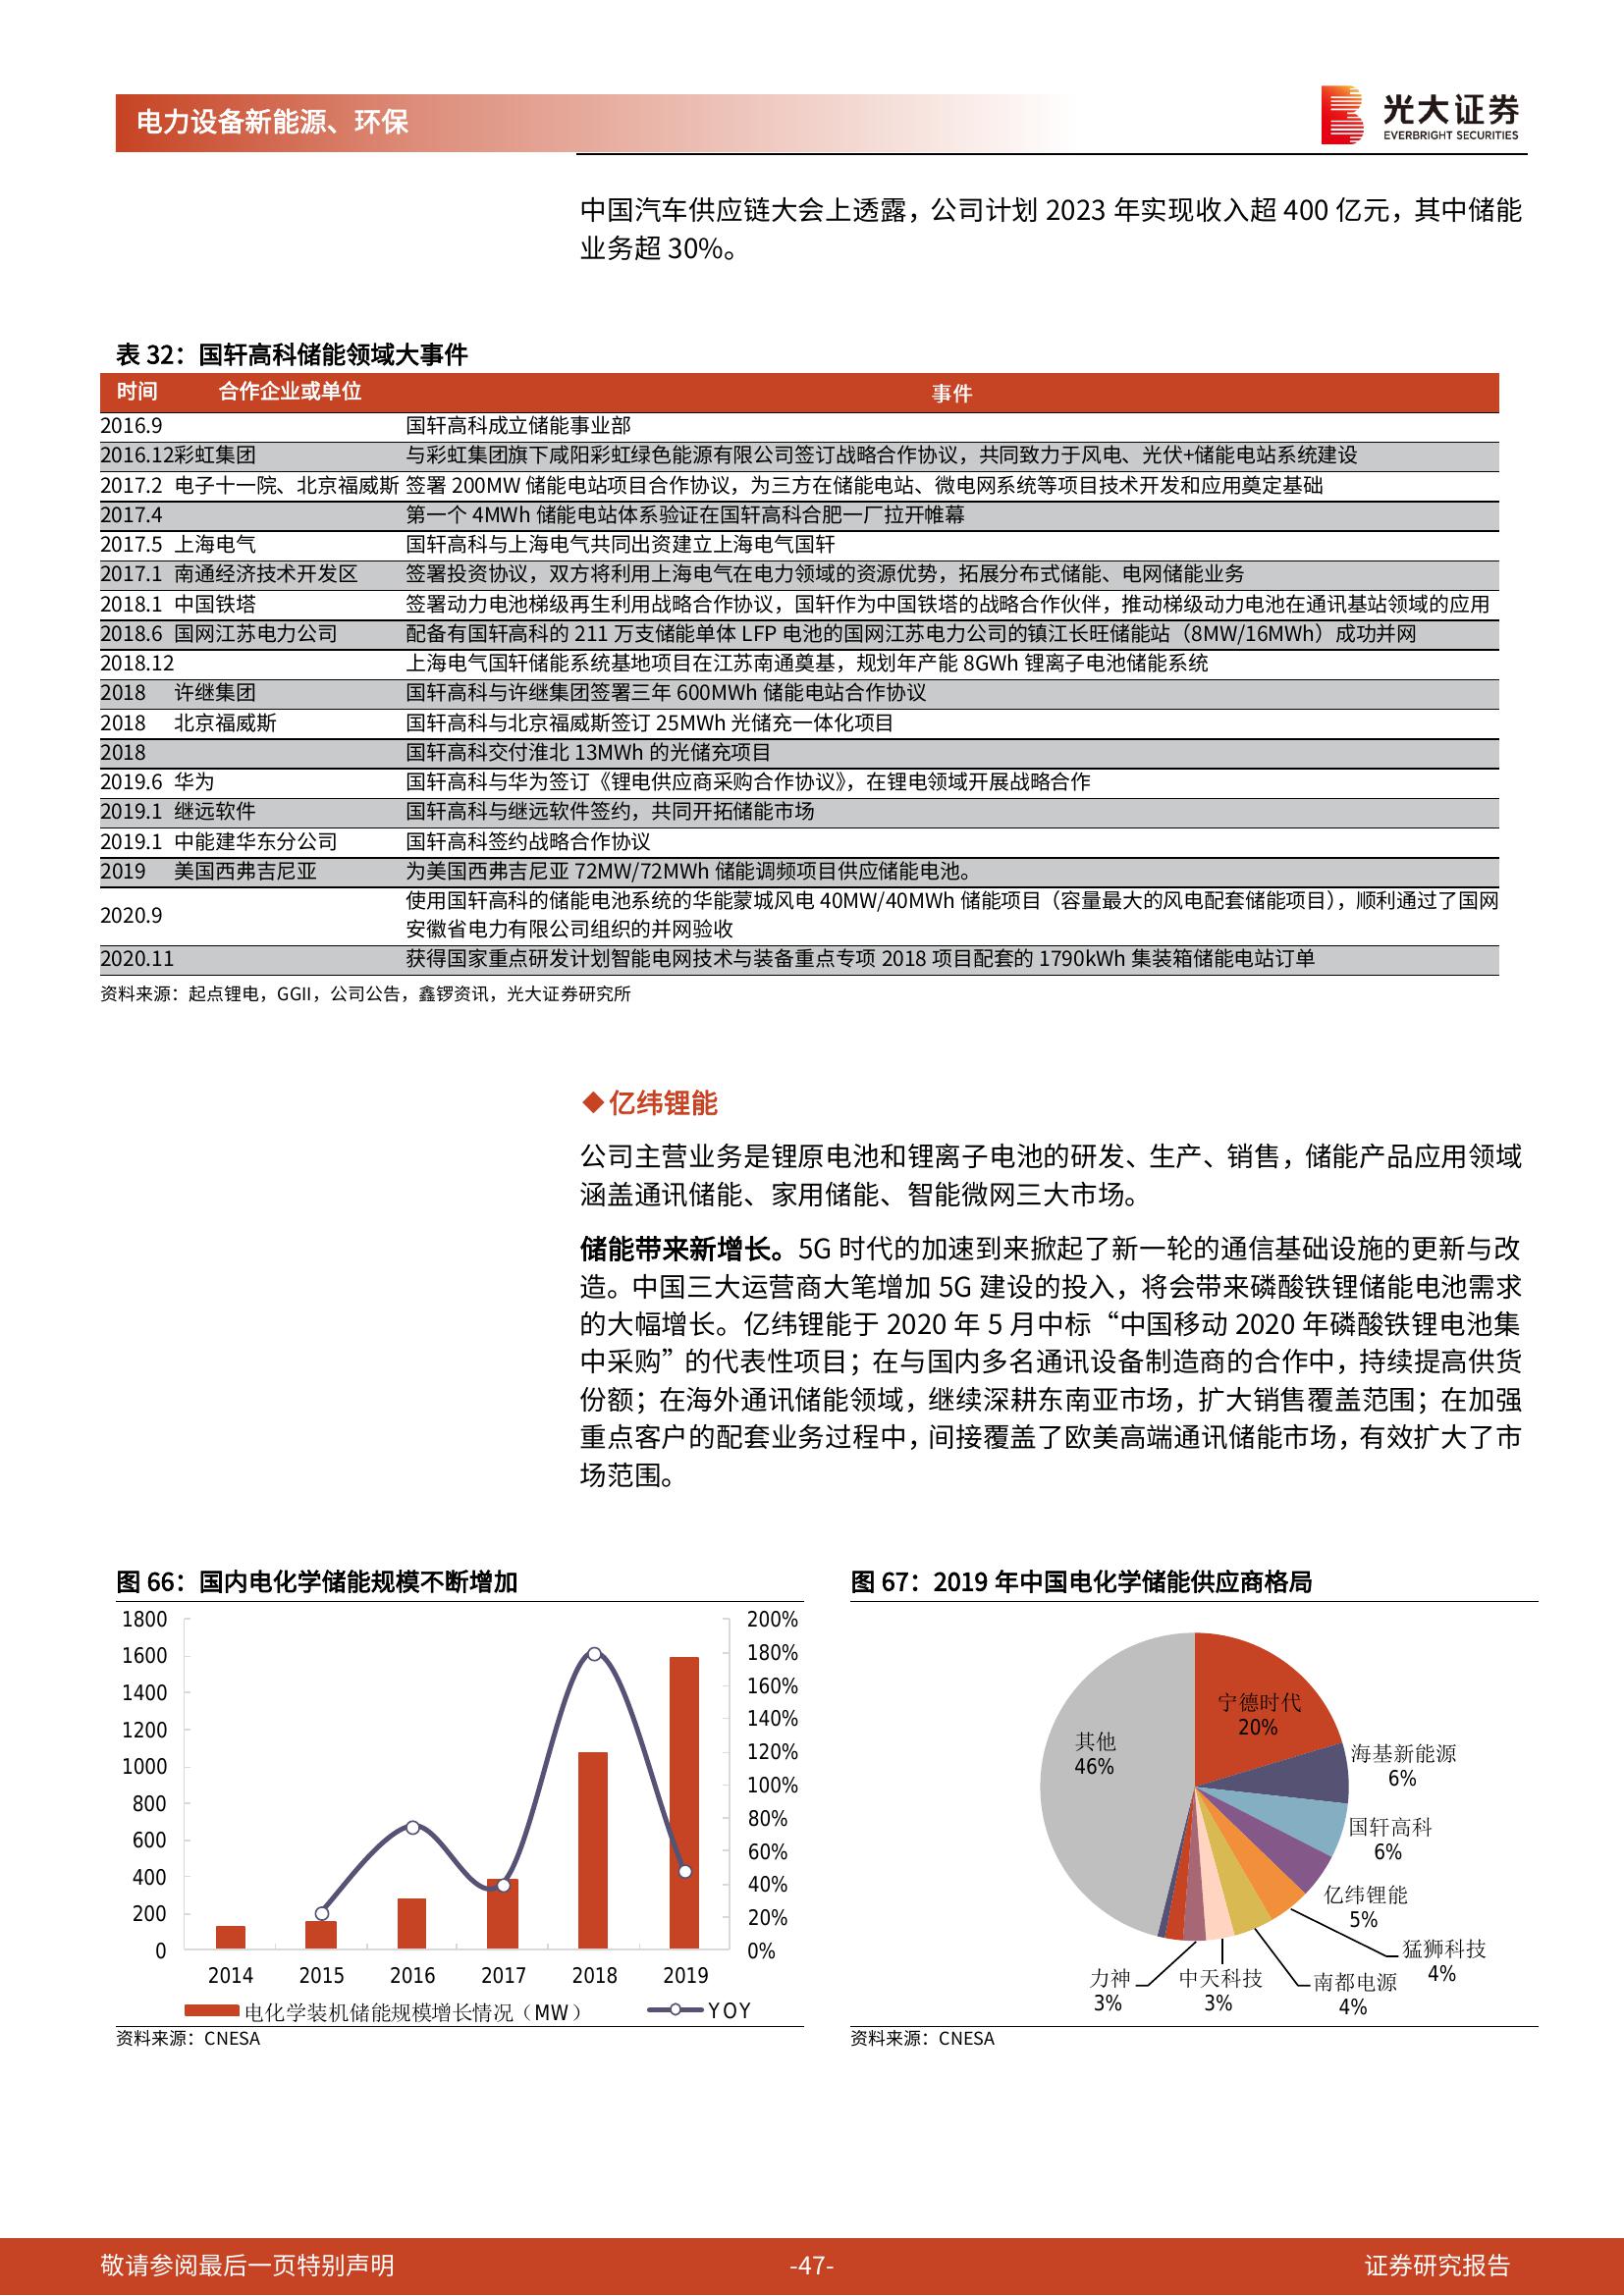 电力设备新能源、环保
光大证券
EVERBRIGHT SECURITIES
中国汽车供应链大会上透露，公司计划 2023 年实现收入超 400 亿元，其中储能
业务超 30%。
表 32：国轩高科储能领域大事件
时间 合作企业或单位 事件
2016.9 国轩高科成立储能事业部
2016.12彩虹集团 与彩虹集团旗下咸阳彩虹绿色能源有限公司签订战略合作协议，共同致力于风电、光伏+储能电站系统建设
2017.2 电子十一院、北京福威斯 签署 200MW 储能电站项目合作协议，为三方在储能电站、微电网系统等项目技术开发和应用奠定基础
2017.4 第一个 4MWh 储能电站体系验证在国轩高科合肥一厂拉开帷幕
2017.5 上海电气 国轩高科与上海电气共同出资建立上海电气国轩
2017.1 南通经济技术开发区 签署投资协议，双方将利用上海电气在电力领域的资源优势，拓展分布式储能、电网储能业务
2018.1 中国铁塔 签署动力电池梯级再生利用战略合作协议，国轩作为中国铁塔的战略合作伙伴，推动梯级动力电池在通讯基站领域的应用
2018.6 国网江苏电力公司 配备有国轩高科的 211 万支储能单体 LFP 电池的国网江苏电力公司的镇江长旺储能站（8MW/16MWh）成功并网
2018.12 上海电气国轩储能系统基地项目在江苏南通奠基，规划年产能 8GWh 锂离子电池储能系统
2018 许继集团 国轩高科与许继集团签署三年 600MWh 储能电站合作协议
2018 北京福威斯 国轩高科与北京福威斯签订 25MWh 光储充一体化项目
2018 国轩高科交付淮北 13MWh 的光储充项目
2019.6 华为 国轩高科与华为签订《锂电供应商采购合作协议》，在锂电领域开展战略合作
2019.1 继远软件 国轩高科与继远软件签约，共同开拓储能市场
2019.1 中能建华东分公司 国轩高科签约战略合作协议
2019 美国西弗吉尼亚 为美国西弗吉尼亚 72MW/72MWh 储能调频项目供应储能电池。
2020.9 使用国轩高科的储能电池系统的华能蒙城风电 40MW/40MWh 储能项目（容量最大的风电配套储能项目），顺利通过了国网
安徽省电力有限公司组织的并网验收
2020.11 获得国家重点研发计划智能电网技术与装备重点专项 2018 项目配套的 1790kWh 集装箱储能电站订单
资料来源：起点锂电，GGII，公司公告，鑫锣资讯，光大证券研究所
◆亿纬锂能
公司主营业务是锂原电池和锂离子电池的研发、生产、销售，储能产品应用领域
涵盖通讯储能、家用储能、智能微网三大市场。
储能带来新增长。5G 时代的加速到来掀起了新一轮的通信基础设施的更新与改
造。中国三大运营商大笔增加 5G 建设的投入，将会带来磷酸铁锂储能电池需求
的大幅增长。亿纬锂能于 2020 年 5 月中标“中国移动 2020 年磷酸铁锂电池集
中采购”的代表性项目；在与国内多名通讯设备制造商的合作中，持续提高供货
份额；在海外通讯储能领域，继续深耕东南亚市场，扩大销售覆盖范围；在加强
重点客户的配套业务过程中，间接覆盖了欧美高端通讯储能市场，有效扩大了市
场范围。
图 66：国内电化学储能规模不断增加
1800 200%
1600 180%
1400 160%
1200 140%
1000 120%
800 100%
600 80%
400 60%
200 40%
0 20%
0%
2014 2015 2016 2017 2018 2019
电化学装机储能规模增长情况（MW） YOY
资料来源：CNESA
图 67：2019 年中国电化学储能供应商格局
宁德时代
20%
其他
46%
海基新能源
6%
国轩高科
6%
亿纬锂能
5%
猛狮科技
4%
南都电源
4%
中天科技
3%
力神
3%
资料来源：CNESA
敬请参阅最后一页特别声明 -47- 证券研究报告